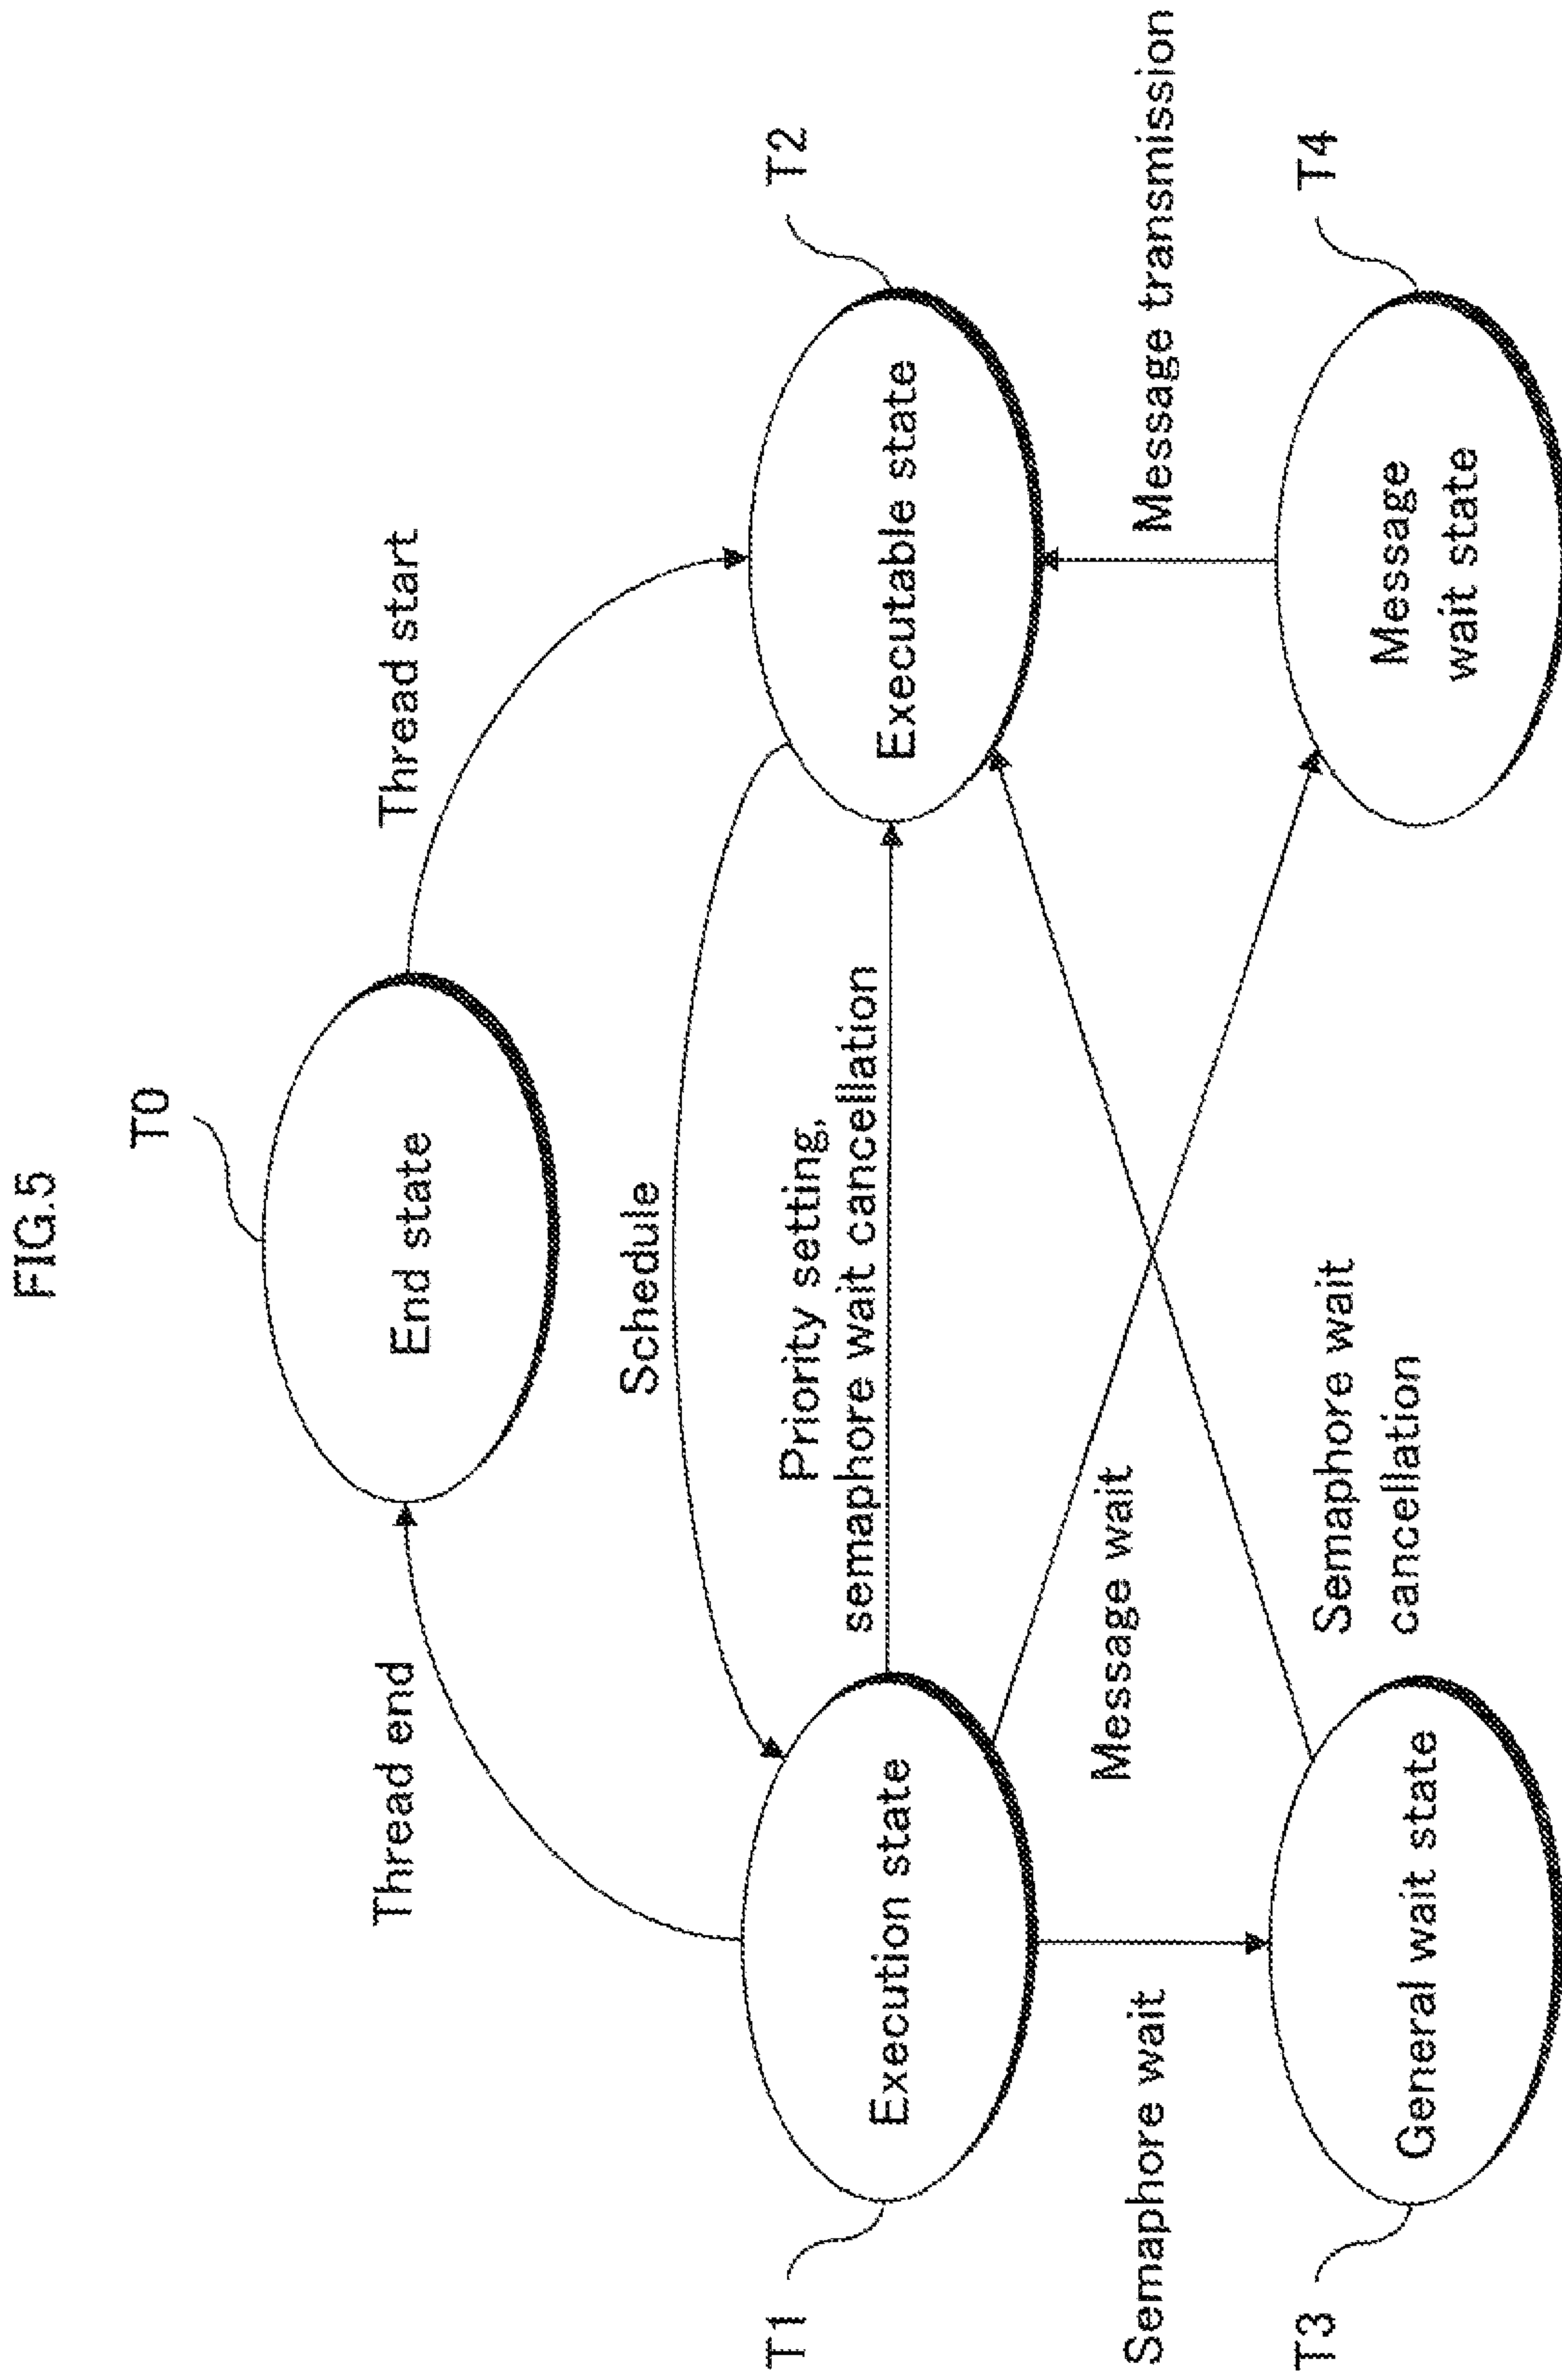 FIG.5
T0
End state
Thread end
Thread start
Schedule
T1
Execution state
Priority setting,
semaphore wait cancellation
T2
Executable state
Semaphore wait
Message wait
Message transmission
T3
General wait state
Semaphore wait
cancellation
T4
Message
wait state